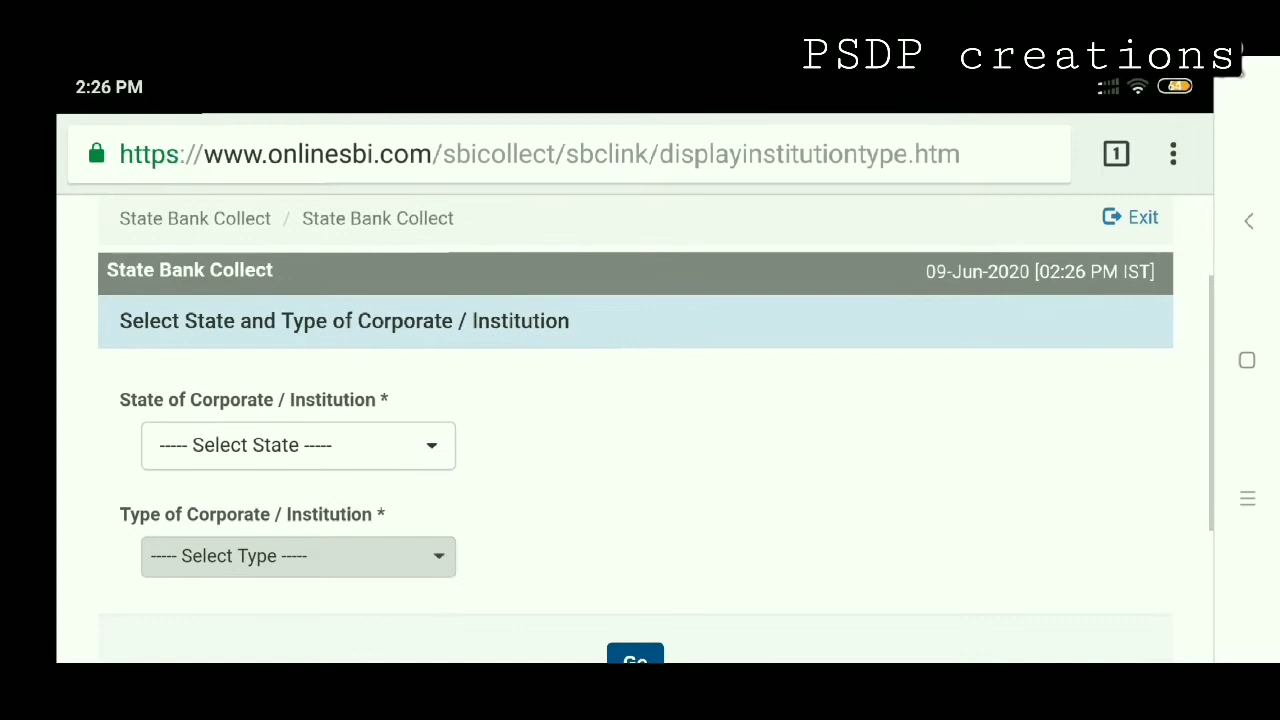 PSDP creations
2:26 PM
64
https://www.onlinesbi.com/sbicollect/sbclink/displayinstitutiontype.htm
1
State Bank Collect / State Bank Collect
Exit
State Bank Collect
09-Jun-2020 [02:26 PM IST]
Select State and Type of Corporate / Institution
State of Corporate / Institution *
----- Select State -----
Type of Corporate / Institution *
----- Select Type -----
Go